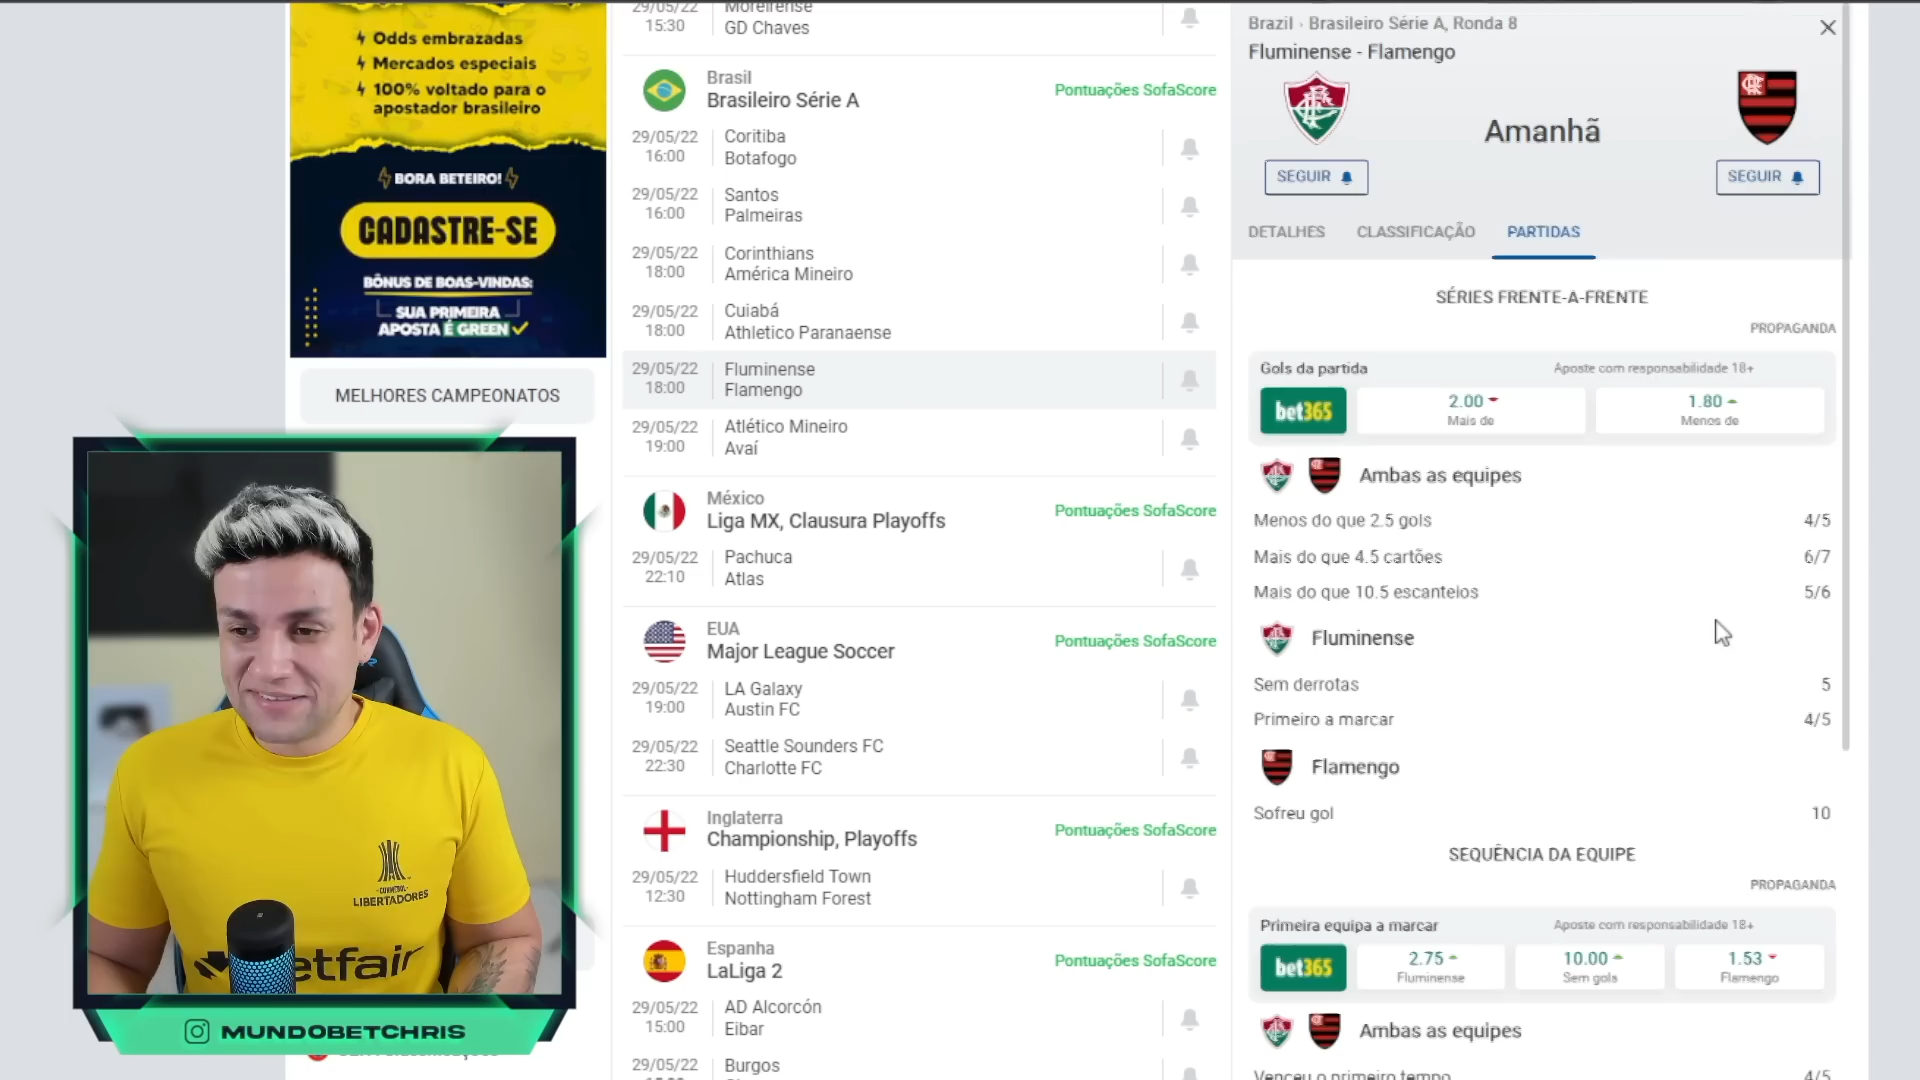 Odds embrazadas
Mercados especiais
100% voltado para o
apostador brasileiro
BORA BETEIRO!
CADASTRE-SE
BÔNUS DE BOAS-VINDAS:
SUA PRIMEIRA
APOSTA É GREEN
MELHORES CAMPEONATOS
CONMEBOL
LIBERTADORES
betfair
MUNDOBETCHRIS
29/05/22 Moreirense
15:30 GD Chaves
Brasil
Brasileiro Série A Pontuações SofaScore
29/05/22 Coritiba
16:00 Botafogo
29/05/22 Santos
16:00 Palmeiras
29/05/22 Corinthians
18:00 América Mineiro
29/05/22 Cuiabá
18:00 Athletico Paranaense
29/05/22 Fluminense
18:00 Flamengo
29/05/22 Atlético Mineiro
19:00 Avaí
México
Liga MX, Clausura Playoffs Pontuações SofaScore
29/05/22 Pachuca
22:10 Atlas
EUA
Major League Soccer Pontuações SofaScore
29/05/22 LA Galaxy
19:00 Austin FC
29/05/22 Seattle Sounders FC
22:30 Charlotte FC
Inglaterra
Championship, Playoffs Pontuações SofaScore
29/05/22 Huddersfield Town
12:30 Nottingham Forest
Espanha
LaLiga 2 Pontuações SofaScore
29/05/22 AD Alcorcón
15:00 Eibar
29/05/22 Burgos
Brazil › Brasileiro Série A, Ronda 8
Fluminense - Flamengo
Amanhã
SEGUIR SEGUIR
DETALHES CLASSIFICAÇÃO PARTIDAS
SÉRIES FRENTE-A-FRENTE
PROPAGANDA
Gols da partida Aposte com responsabilidade 18+
bet365 2.00 1.80
Mais de Menos de
Ambas as equipes
Menos do que 2.5 gols 4/5
Mais do que 4.5 cartões 6/7
Mais do que 10.5 escanteios 5/6
Fluminense
Sem derrotas 5
Primeiro a marcar 4/5
Flamengo
Sofreu gol 10
SEQUÊNCIA DA EQUIPE
PROPAGANDA
Primeira equipa a marcar Aposte com responsabilidade 18+
bet365 2.75 10.00 1.53
Fluminense Sem gols Flamengo
Ambas as equipes
Venceu o primeiro tempo 4/5